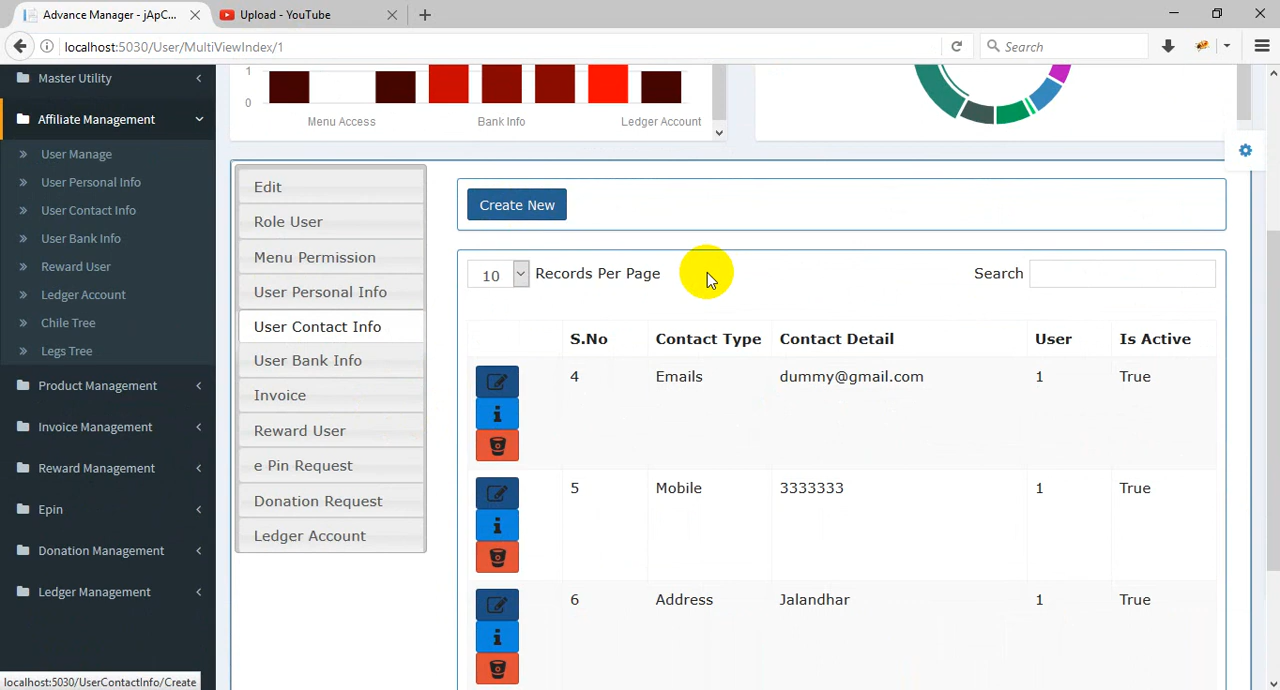 Advance Manager - jApC...
Upload - YouTube
localhost:5030/User/MultiViewIndex/1
Search
Master Utility
Affiliate Management
User Manage
User Personal Info
User Contact Info
User Bank Info
Reward User
Ledger Account
Chile Tree
Legs Tree
Product Management
Invoice Management
Reward Management
Epin
Donation Management
Ledger Management
localhost:5030/UserContactInfo/Create
1
0
Menu Access Bank Info Ledger Account
Edit
Role User
Menu Permission
User Personal Info
User Contact Info
User Bank Info
Invoice
Reward User
e Pin Request
Donation Request
Ledger Account
Create New
10 Records Per Page Search
S.No Contact Type Contact Detail User Is Active
4 Emails dummy@gmail.com 1 True
5 Mobile 3333333 1 True
6 Address Jalandhar 1 True